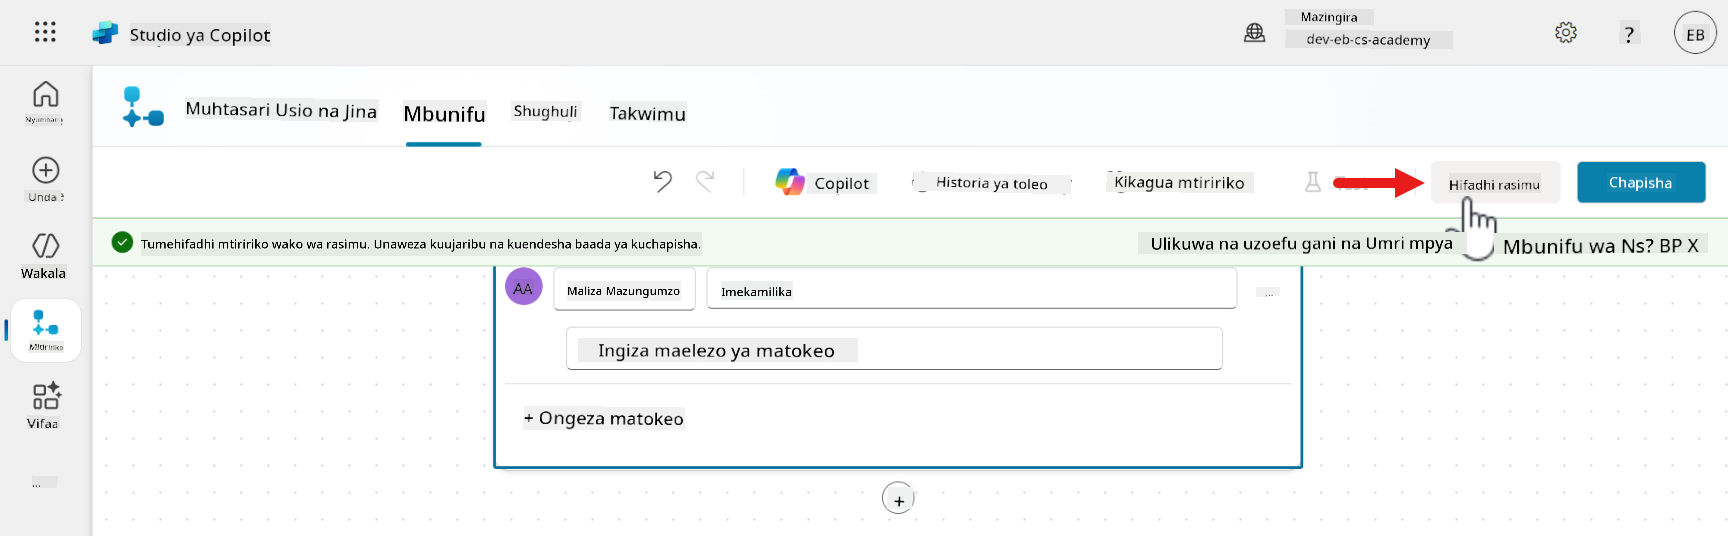 Studio ya Copilot
Mazingira
dev-eb-cs-academy
?
EB
Muhtasari Usio na Jina
Mbunifu
Shughuli
Takwimu
Unda
Wakala
Vifaa
...
Copilot
Historia ya toleo
Kikagua mtiririko
Hifadhi rasimu
Chapisha
Tumehifadhi mtiririko wako wa rasimu. Unaweza kuujaribu na kuendesha baada ya kuchapisha.
Ulikuwa na uzoefu gani na Umri mpya
Mbunifu wa Ns? BP X
AA
Maliza Mazungumzo
Imekamilika
...
Ingiza maelezo ya matokeo
+ Ongeza matokeo
+